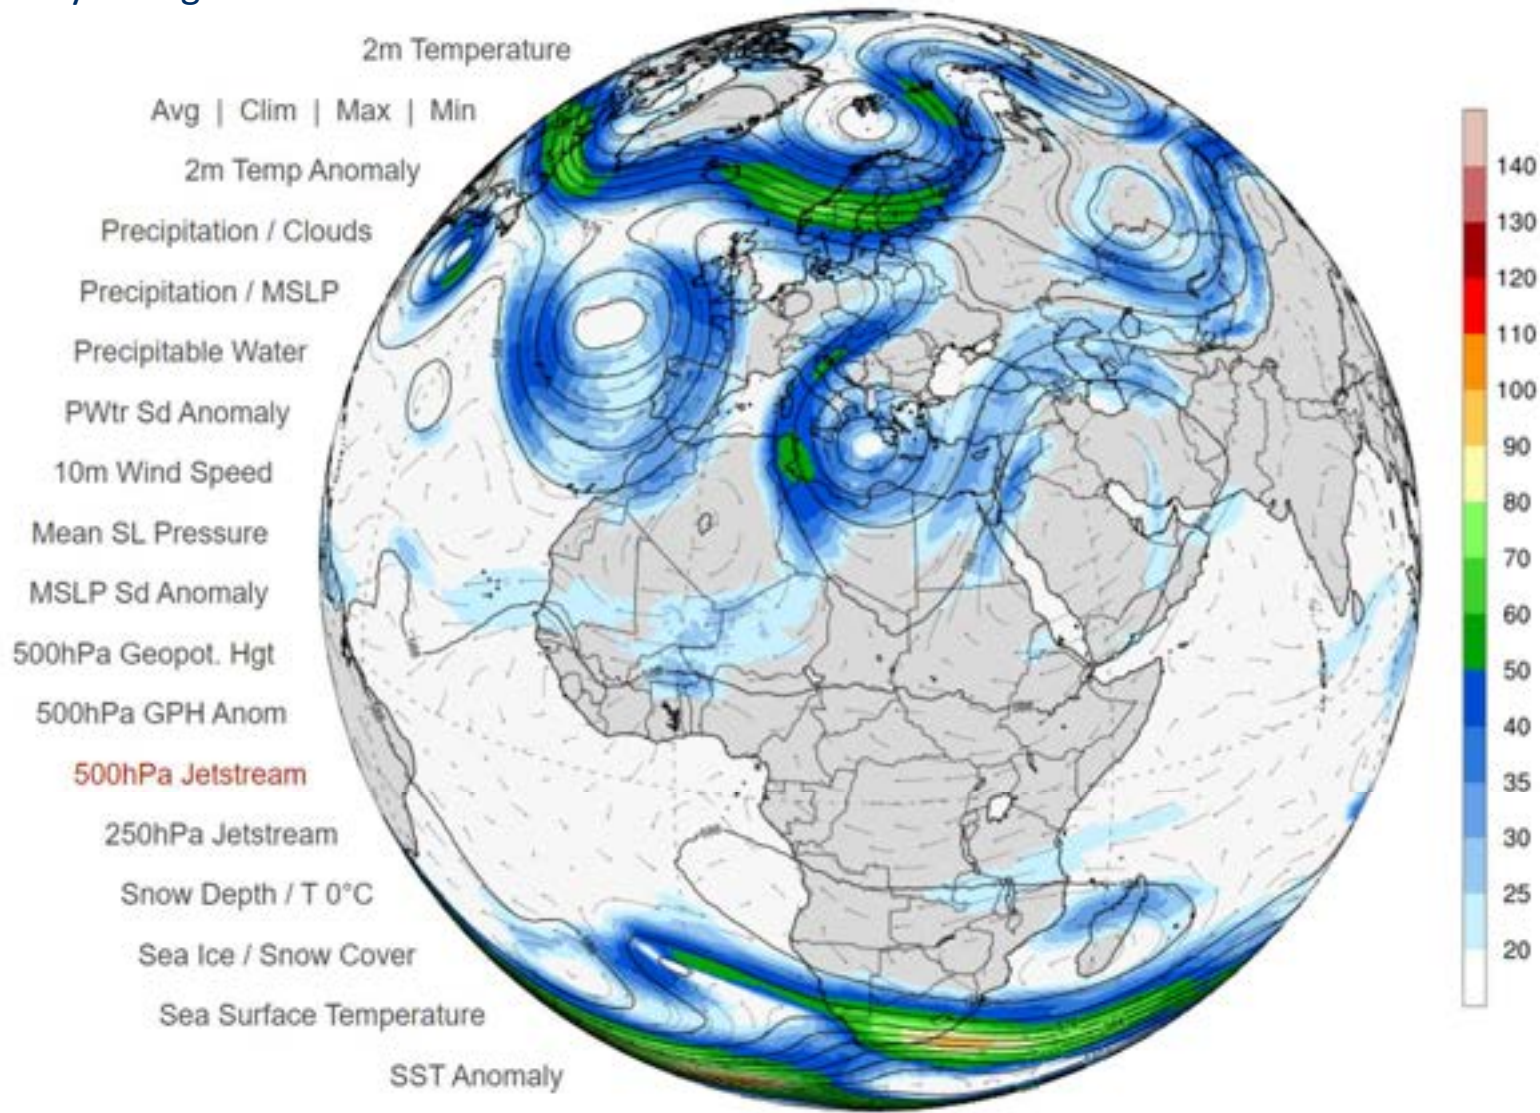 2m Temperature
Avg | Clim | Max | Min
2m Temp Anomaly
Precipitation / Clouds
Precipitation / MSLP
Precipitable Water
PWtr Sd Anomaly
10m Wind Speed
Mean SL Pressure
MSLP Sd Anomaly
500hPa Geopot. Hgt
500hPa GPH Anom
500hPa Jetstream
250hPa Jetstream
Snow Depth / T 0°C
Sea Ice / Snow Cover
Sea Surface Temperature
SST Anomaly
140
130
120
110
100
90
80
70
60
50
40
35
30
25
20